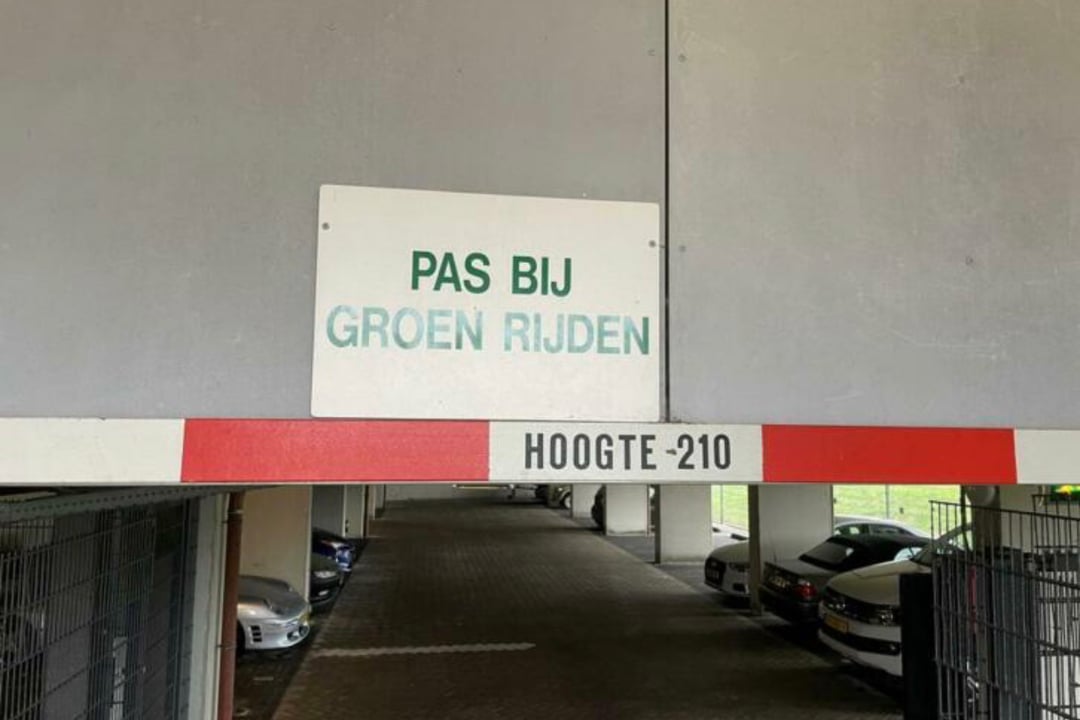 PAS BIJ
GROEN RIJDEN
HOOGTE -210